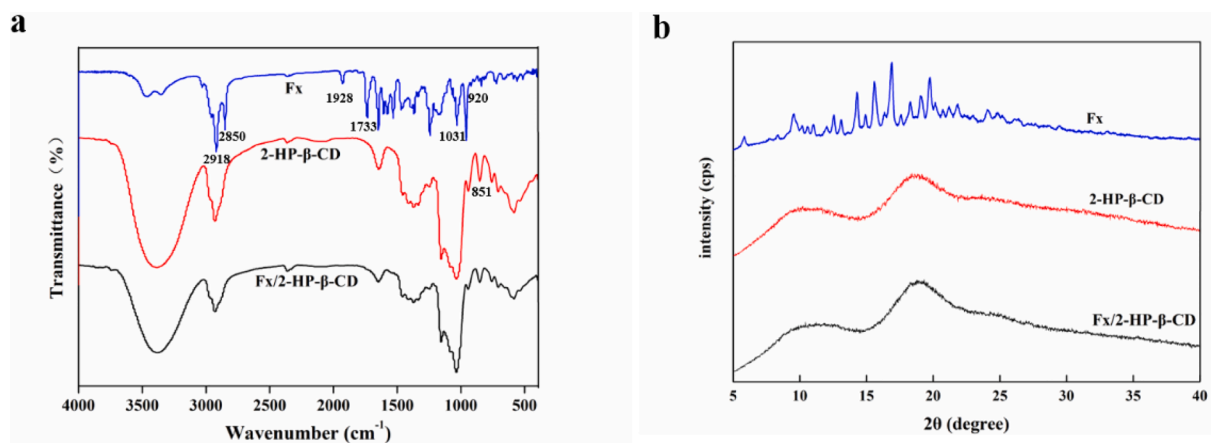 a
Fx
1928
1733
2850
2918
1031
920
2-HP-β-CD
851
Fx/2-HP-β-CD
Transmittance（%）
4000 3500 3000 2500 2000 1500 1000 500
Wavenumber (cm⁻¹)
b
Fx
2-HP-β-CD
Fx/2-HP-β-CD
intensity (cps)
5 10 15 20 25 30 35 40
2θ (degree)